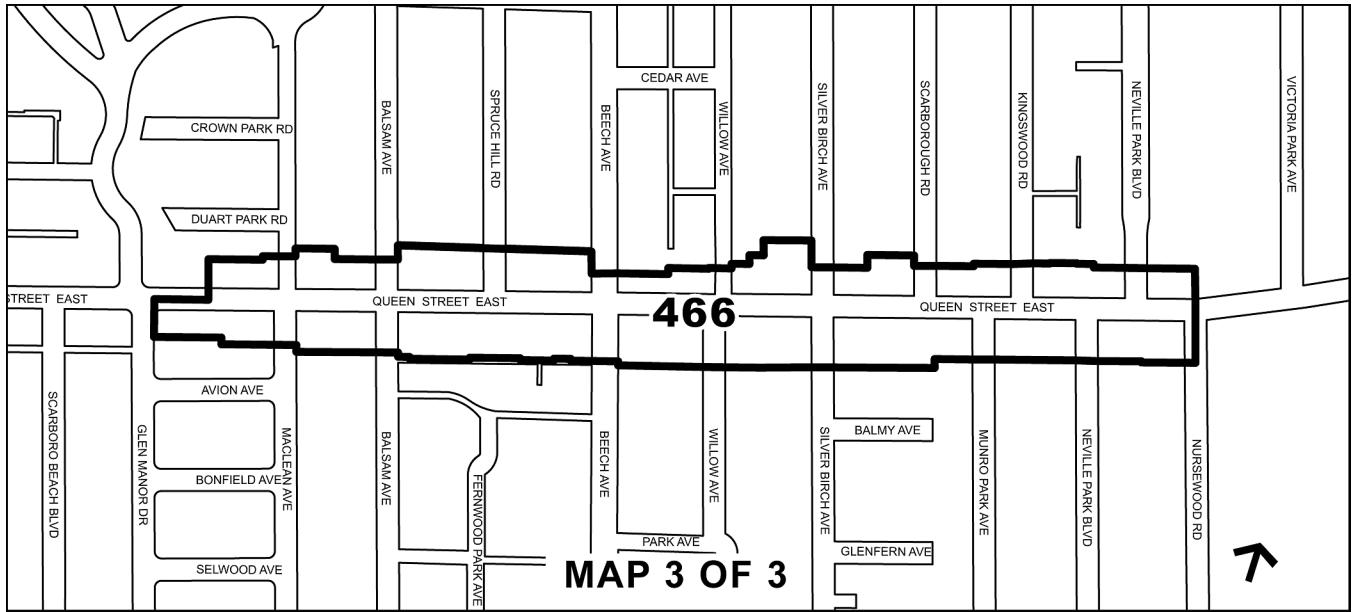 CEDAR AVE
CROWN PARK RD
DUART PARK RD
BALSAM AVE
SPRUCE HILL RD
BEECH AVE
WILLOW AVE
SILVER BIRCH AVE
SCARBOROUGH RD
KINGSWOOD RD
NEVILLE PARK BLVD
VICTORIA PARK AVE
STREET EAST
QUEEN STREET EAST
466
QUEEN STREET EAST
AVION AVE
BONFIELD AVE
SELWOOD AVE
SCARBORO BEACH BLVD
GLEN MANOR DR
MACLEAN AVE
BALSAM AVE
FERNWOOD PARK AVE
BEECH AVE
WILLOW AVE
PARK AVE
SILVER BIRCH AVE
BALMY AVE
GLENFERN AVE
MUNRO PARK AVE
NEVILLE PARK BLVD
NURSEWOOD RD
MAP 3 OF 3